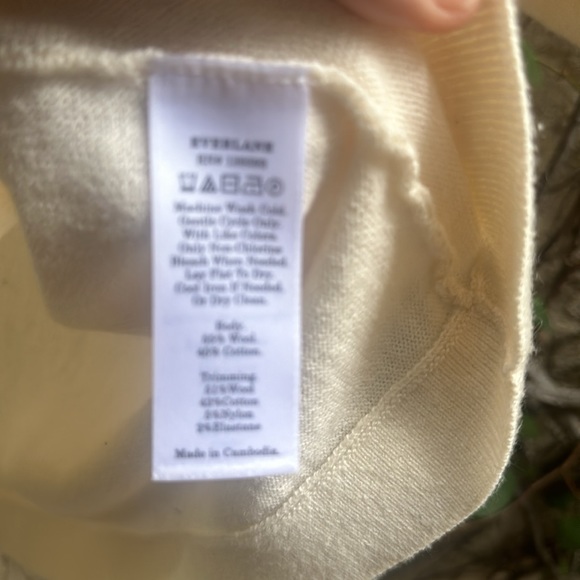 EVERLANE
Machine Wash Cold.
Gentle Cycle Only.
With Like Colors.
Only Non-Chlorine
Bleach When Needed.
Lay Flat To Dry.
Cool Iron If Needed.
Or Dry Clean.
Body:
Wool.
Cotton.
Trimming:
Wool
Cotton
Nylon
2%Elastane
Made in Cambodia.